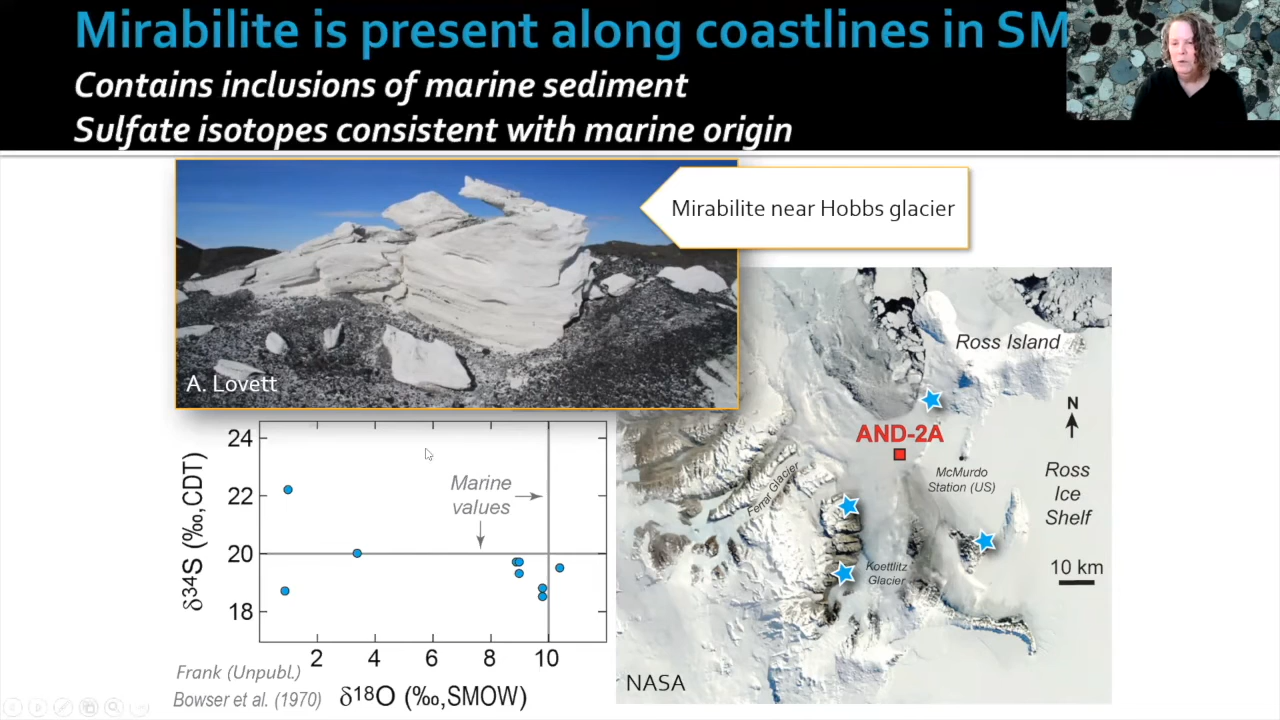 Mirabilite is present along coastlines in SM
Contains inclusions of marine sediment
Sulfate isotopes consistent with marine origin
Mirabilite near Hobbs glacier
A. Lovett
Ross Island
N
AND-2A
McMurdo
Station (US)
Ross
Ice
Shelf
Ferrar Glacier
Koettlitz
Glacier
10 km
NASA
24
22
20
18
δ³⁴S (‰,CDT)
Marine
values
2 4 6 8 10
δ¹⁸O (‰,SMOW)
Frank (Unpubl.)
Bowser et al. (1970)